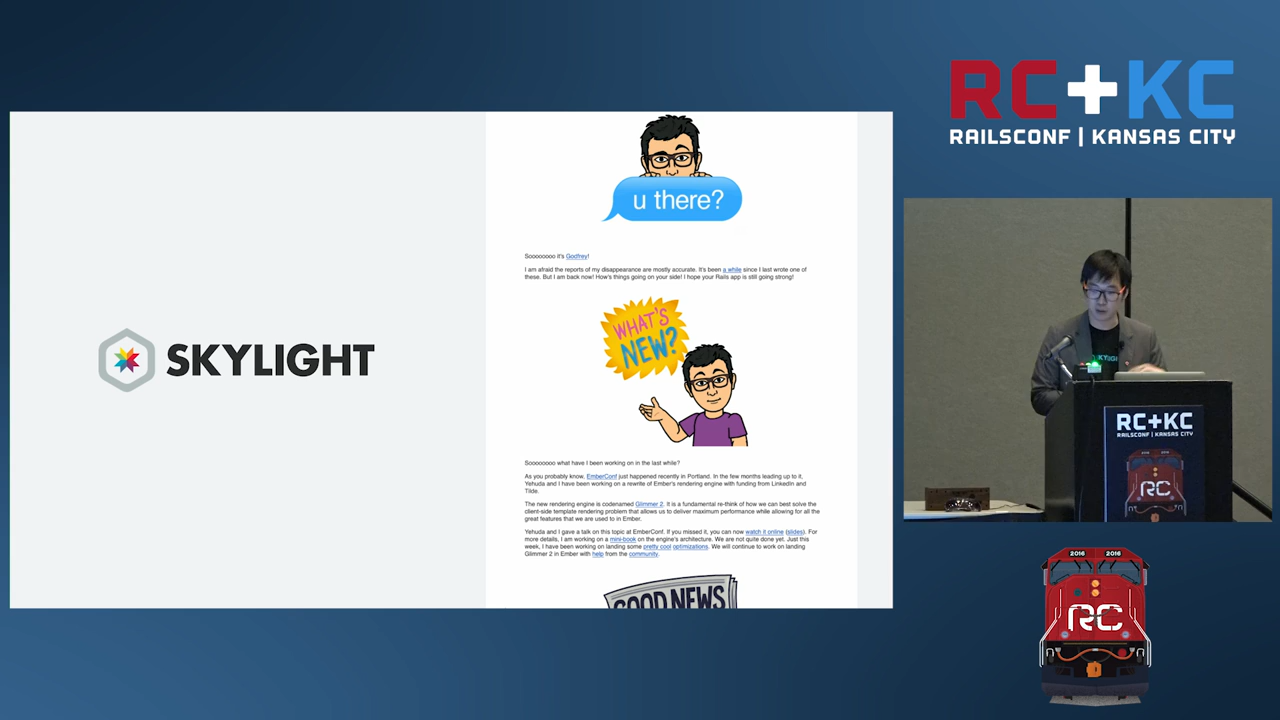 RC+KC
RAILSCONF | KANSAS CITY
SKYLIGHT
u there?
Soooooooo it's Godfrey!
I am afraid the reports of my disappearance are mostly accurate. It's been a while since I last wrote one of
these. But I am back now! How's things going on your side! I hope your Rails app is still going strong!
WHAT'S
NEW?
Soooooooo what have I been working on in the last while?
As you probably know, EmberConf just happened recently in Portland. In the few months leading up to it,
Yehuda and I have been working on a rewrite of Ember's rendering engine with funding from LinkedIn and
Tilde.
The new rendering engine is codenamed Glimmer 2. It is a fundamental re-think of how we can best solve the
client-side template rendering problem that allows us to deliver maximum performance while allowing for all the
great features that we are used to in Ember.
Yehuda and I gave a talk on this topic at EmberConf. If you missed it, you can now watch it online (slides). For
more details, I am working on a mini-book on the engine's architecture. We are not quite done yet. Just this
week, I have been working on landing some pretty cool optimizations. We will continue to work on landing
Glimmer 2 in Ember with help from the community.
GOOD NEWS
RC+KC
RAILSCONF | KANSAS CITY
RC
2016 2016
RC